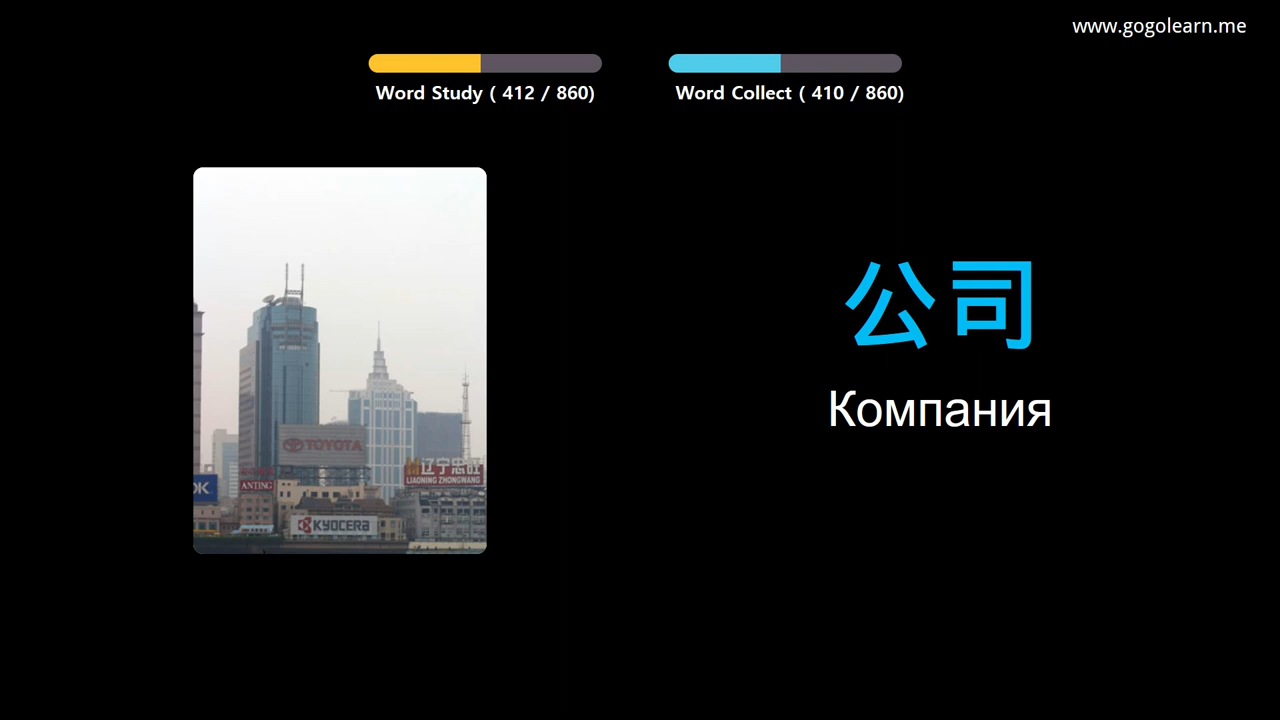 www.gogolearn.me
Word Study ( 412 / 860)
Word Collect ( 410 / 860)
公司
Компания
TOYOTA
辽宁忠旺
LIAONING ZHONGWANG
OK
ANTING
KYOCERA